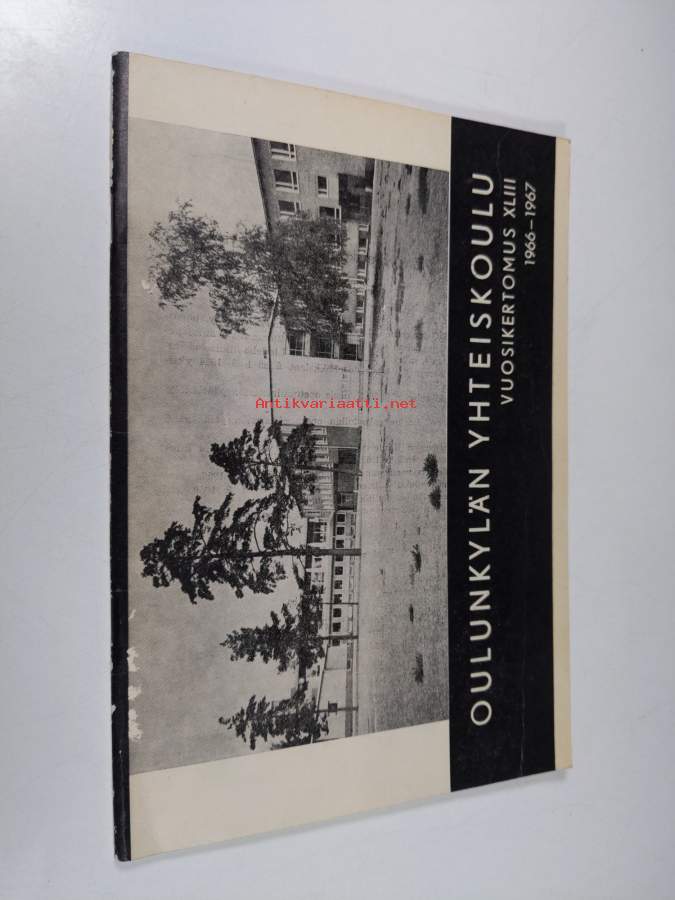 OULUNKYLÄN YHTEISKOULU
VUOSIKERTOMUS XLIII
1966–1967
Antikvariaatti.net